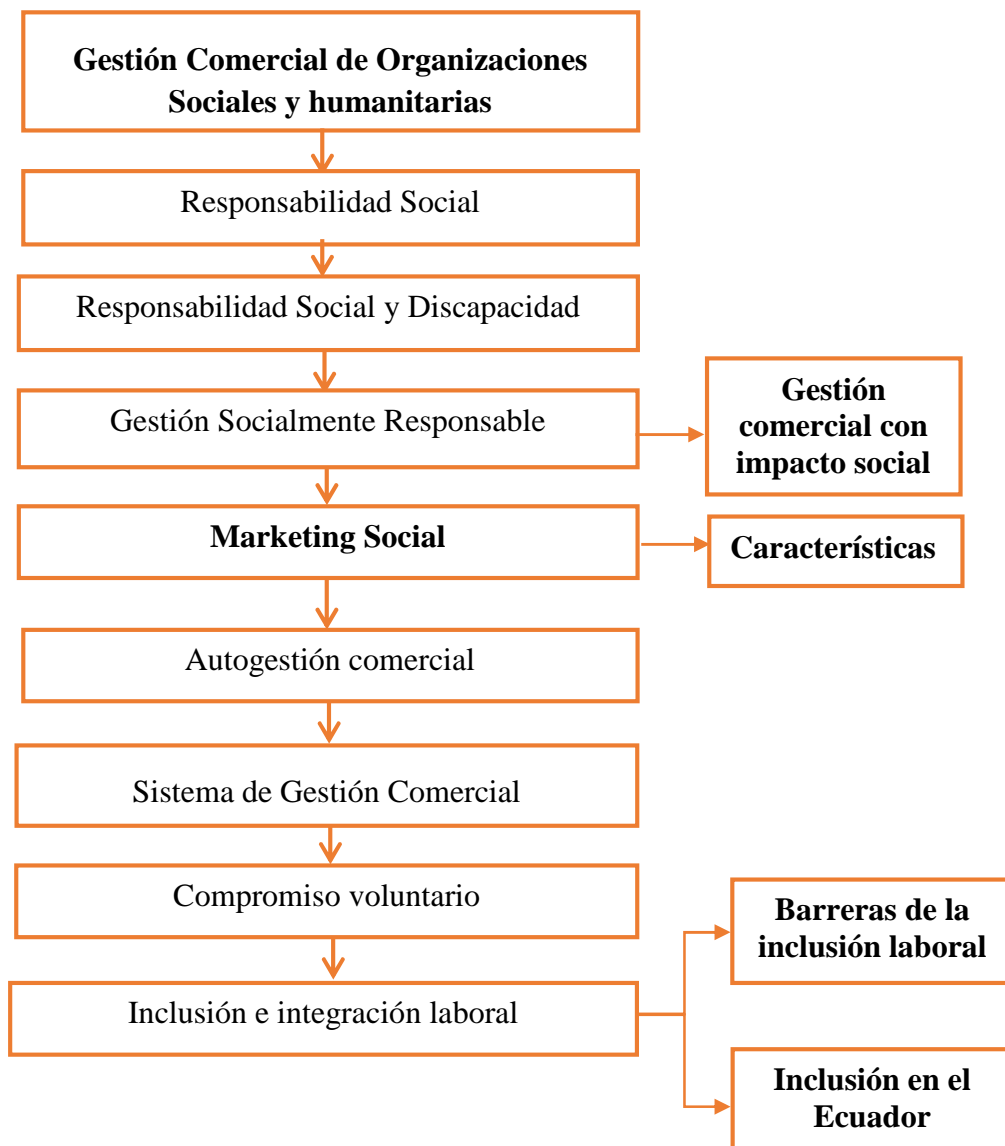 Gestión Comercial de Organizaciones
Sociales y humanitarias
Responsabilidad Social
Responsabilidad Social y Discapacidad
Gestión Socialmente Responsable
Gestión
comercial con
impacto social
Marketing Social
Característícas
Autogestión comercial
Sistema de Gestión Comercial
Compromiso voluntario
Inclusión e integración laboral
Barreras de la
inclusión laboral
Inclusión en el
Ecuador